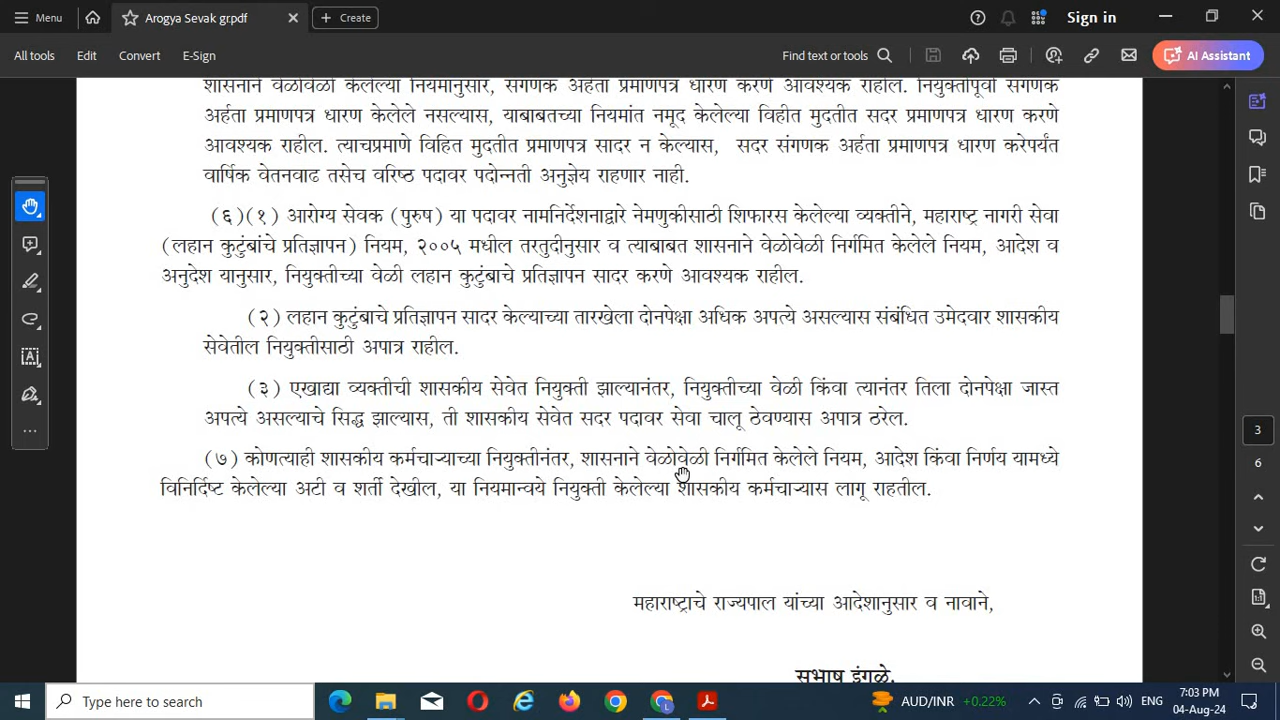 Menu
Arogya Sevak gr.pdf
Create
Sign in
All tools
Edit
Convert
E-Sign
Find text or tools
AI Assistant
शासनाने वेळोवेळी केलेल्या नियमानुसार, संगणक अर्हता प्रमाणपत्र धारण करणे आवश्यक राहील. नियुक्तीपूर्वी संगणक
अर्हता प्रमाणपत्र धारण केलेले नसल्यास, याबाबतच्या नियमांत नमूद केलेल्या विहीत मुदतीत सदर प्रमाणपत्र धारण करणे
आवश्यक राहील. त्याचप्रमाणे विहित मुदतीत प्रमाणपत्र सादर न केल्यास, सदर संगणक अर्हता प्रमाणपत्र धारण करेपर्यंत
वार्षिक वेतनवाढ तसेच वरिष्ठ पदावर पदोन्नती अनुज्ञेय राहणार नाही.
(६)(१) आरोग्य सेवक (पुरुष) या पदावर नामनिर्देशनाद्वारे नेमणुकीसाठी शिफारस केलेल्या व्यक्तीने, महाराष्ट्र नागरी सेवा
(लहान कुटुंबांचे प्रतिज्ञापन) नियम, २००५ मधील तरतुदीनुसार व त्याबाबत शासनाने वेळोवेळी निर्गमित केलेले नियम, आदेश व
अनुदेश यानुसार, नियुक्तीच्या वेळी लहान कुटुंबाचे प्रतिज्ञापन सादर करणे आवश्यक राहील.
(२) लहान कुटुंबाचे प्रतिज्ञापन सादर केल्याच्या तारखेला दोनपेक्षा अधिक अपत्ये असल्यास संबंधित उमेदवार शासकीय
सेवेतील नियुक्तीसाठी अपात्र राहील.
(३) एखाद्या व्यक्तीची शासकीय सेवेत नियुक्ती झाल्यानंतर, नियुक्तीच्या वेळी किंवा त्यानंतर तिला दोनपेक्षा जास्त
अपत्ये असल्याचे सिद्ध झाल्यास, ती शासकीय सेवेत सदर पदावर सेवा चालू ठेवण्यास अपात्र ठरेल.
(७) कोणत्याही शासकीय कर्मचाऱ्याच्या नियुक्तीनंतर, शासनाने वेळोवेळी निर्गमित केलेले नियम, आदेश किंवा निर्णय यामध्ये
विनिर्दिष्ट केलेल्या अटी व शर्ती देखील, या नियमान्वये नियुक्ती केलेल्या शासकीय कर्मचाऱ्यास लागू राहतील.
महाराष्ट्राचे राज्यपाल यांच्या आदेशानुसार व नावाने,
सुभाष इंगळे,
3
6
Type here to search
AUD/INR +0.22%
ENG
7:03 PM
04-Aug-24